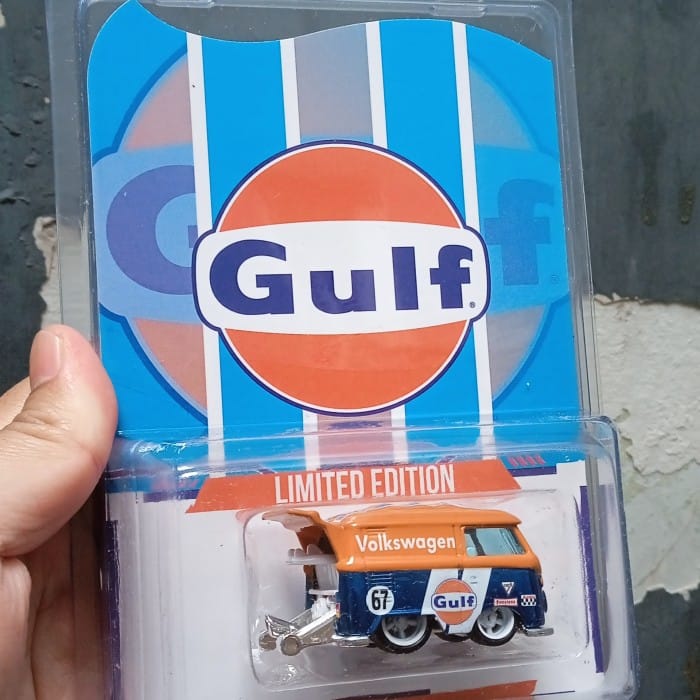 Gulf
LIMITED EDITION
Volkswagen
67
Gulf